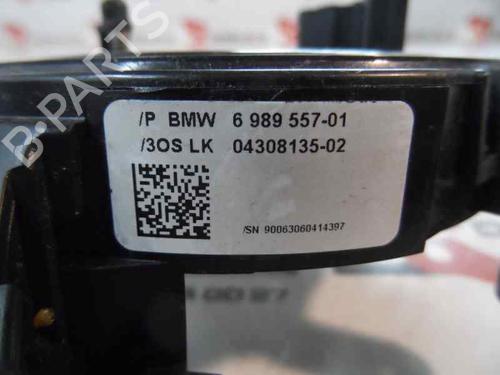 /P BMW 6 989 557-01
/3OS LK 04308135-02
/SN 90063060414397
B-PARTS